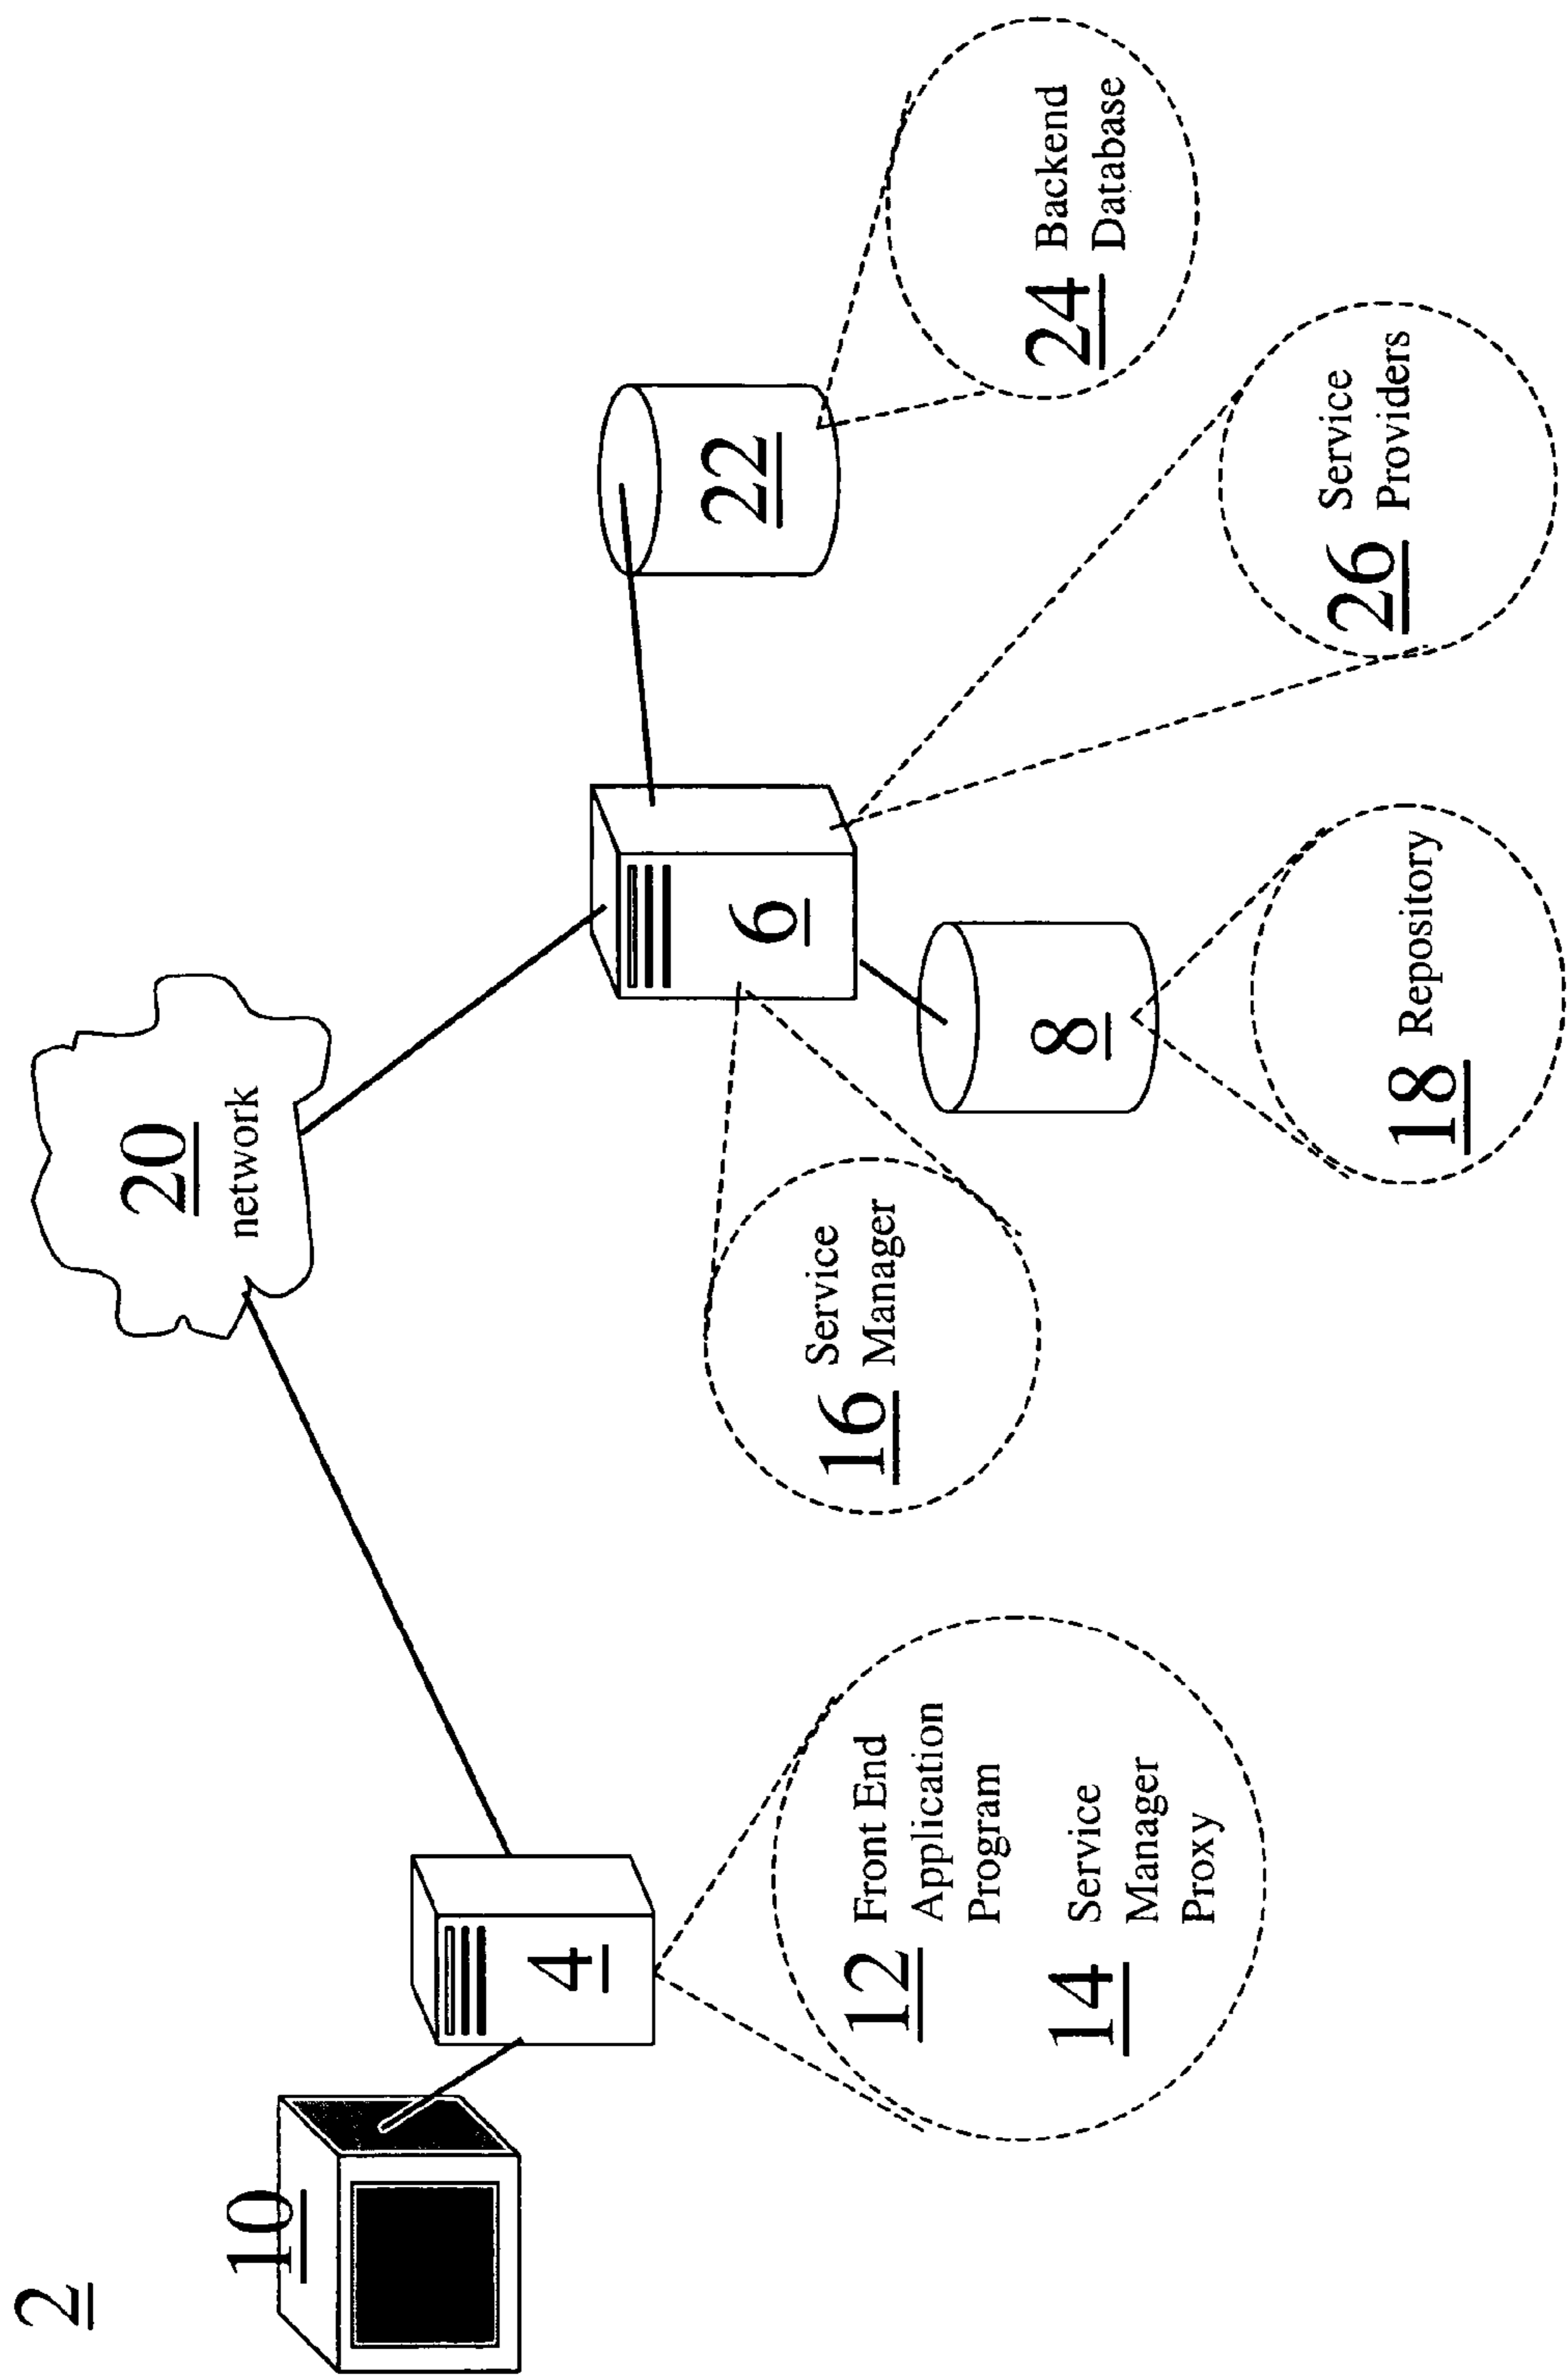 2
10
4
12 Front End
Application
Program
14 Service
Manager
Proxy
20
network
16 Service
Manager
6
8
18 Repository
22
24 Backend
Database
26 Service
Providers